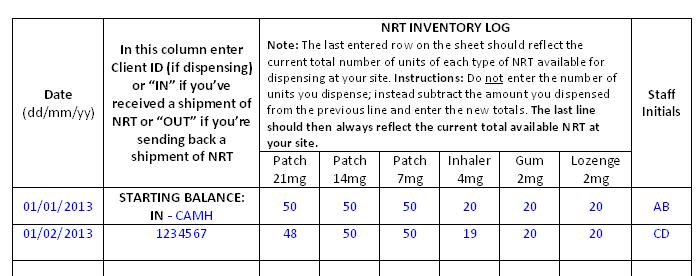 Date
(dd/mm/yy)
In this column enter
Client ID (if dispensing)
or “IN” if you’ve
received a shipment of
NRT or “OUT” if you’re
sending back a
shipment of NRT
NRT INVENTORY LOG
Note: The last entered row on the sheet should reflect the
current total number of units of each type of NRT available for
dispensing at your site. Instructions: Do not enter the number of
units you dispense; instead subtract the amount you dispensed
from the previous line and enter the new totals. The last line
should then always reflect the current total available NRT at
your site.
Staff
Initials
Patch Patch Patch Inhaler Gum Lozenge
21mg 14mg 7mg 4mg 2mg 2mg
01/01/2013 STARTING BALANCE: 50 50 50 20 20 20 AB
IN - CAMH
01/02/2013 1234567 48 50 50 19 20 20 CD